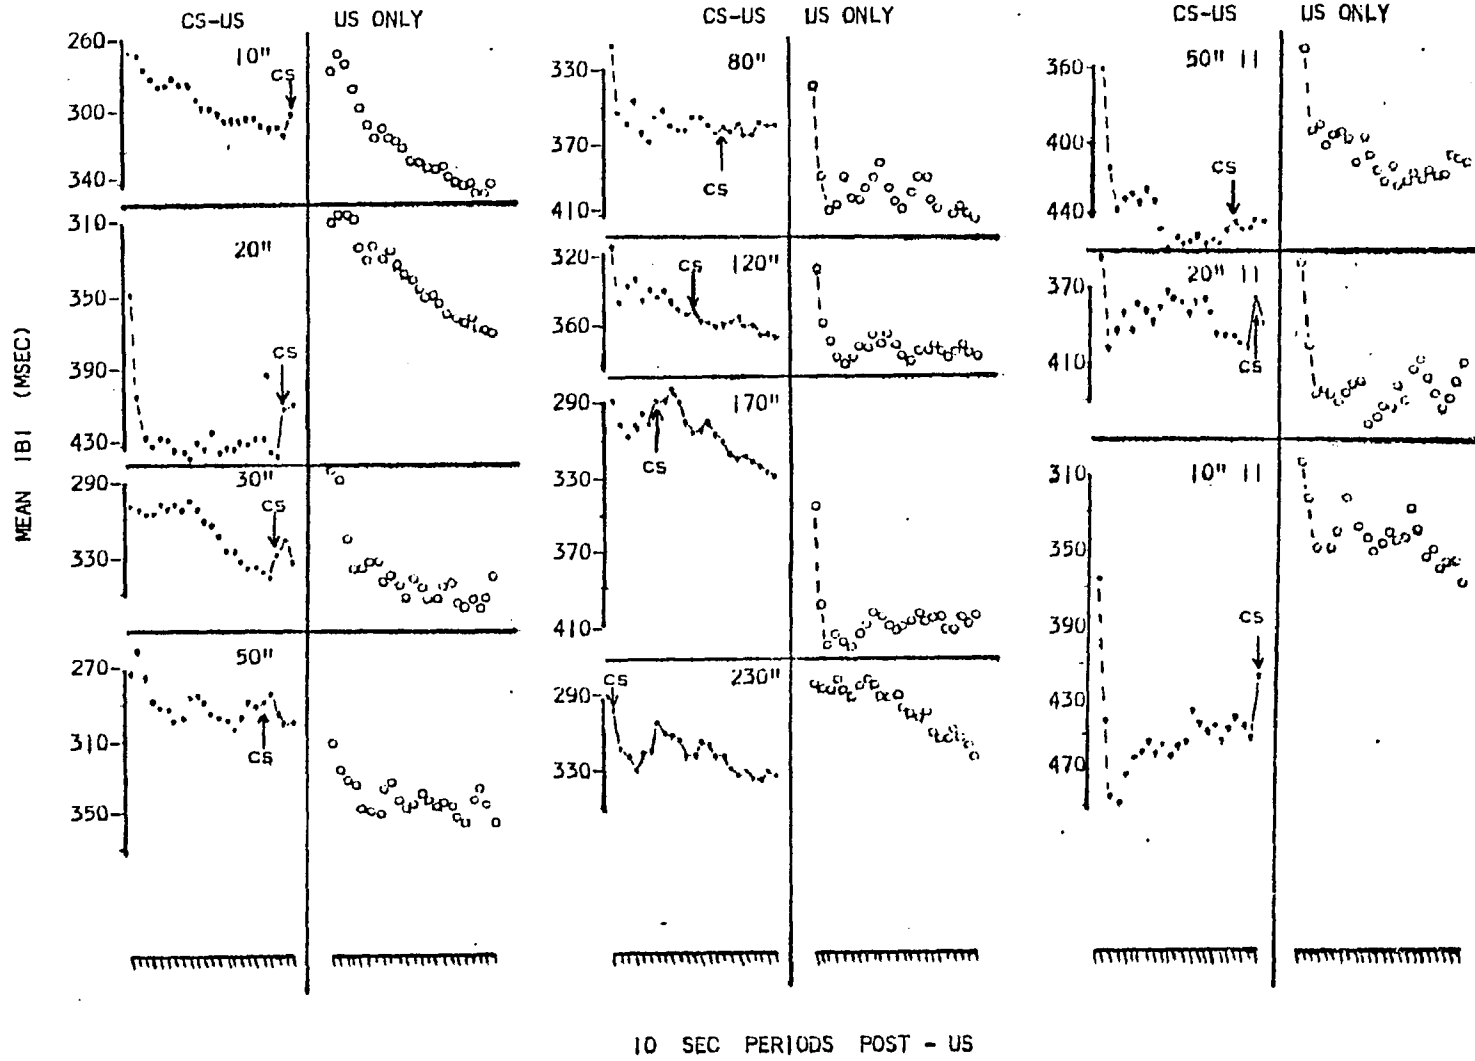 CS-US US ONLY
260-
10"
CS
300-
340-
310-
20"
350-
390-
CS
430-
290-
30"
CS
330-
270-
50"
310-
CS
350-
CS-US US ONLY
330-
80"
370-
CS
410-
320-
CS 120"
360-
290-
170"
CS
330-
370-
410-
CS 230"
290-
330-
CS-US US ONLY
360-
50" II
400-
CS
440-
370-
20" II
410-
CS
310
10" II
350
390
CS
430
470
MEAN IBI (MSEC)
10 SEC PERIODS POST - US